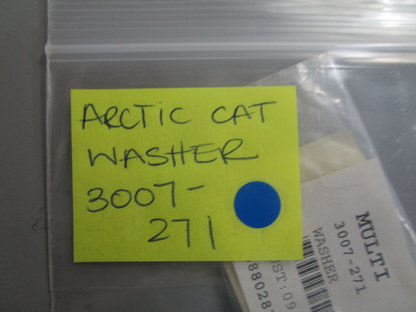 ARCTIC CAT
WASHER
3007-
271
MULTI
3007-271
WASHER